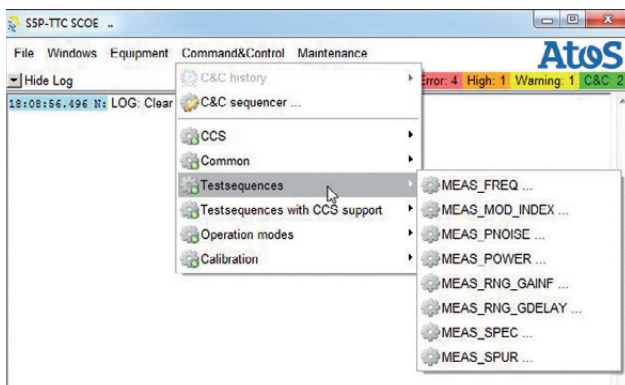 S5P-TTC SCOE ..
File Windows Equipment Command&Control Maintenance
Atos
Hide Log
Error: 4 High: 1 Warning: 1 C&C 2
18:08:56.496 N: LOG: Clear
C&C history
C&C sequencer ...
CCS
Common
Testsequences
Testsequences with CCS support
Operation modes
Calibration
MEAS_FREQ ...
MEAS_MOD_INDEX ...
MEAS_PNOISE ...
MEAS_POWER ...
MEAS_RNG_GAINF ...
MEAS_RNG_GDELAY ...
MEAS_SPEC ...
MEAS_SPUR ...